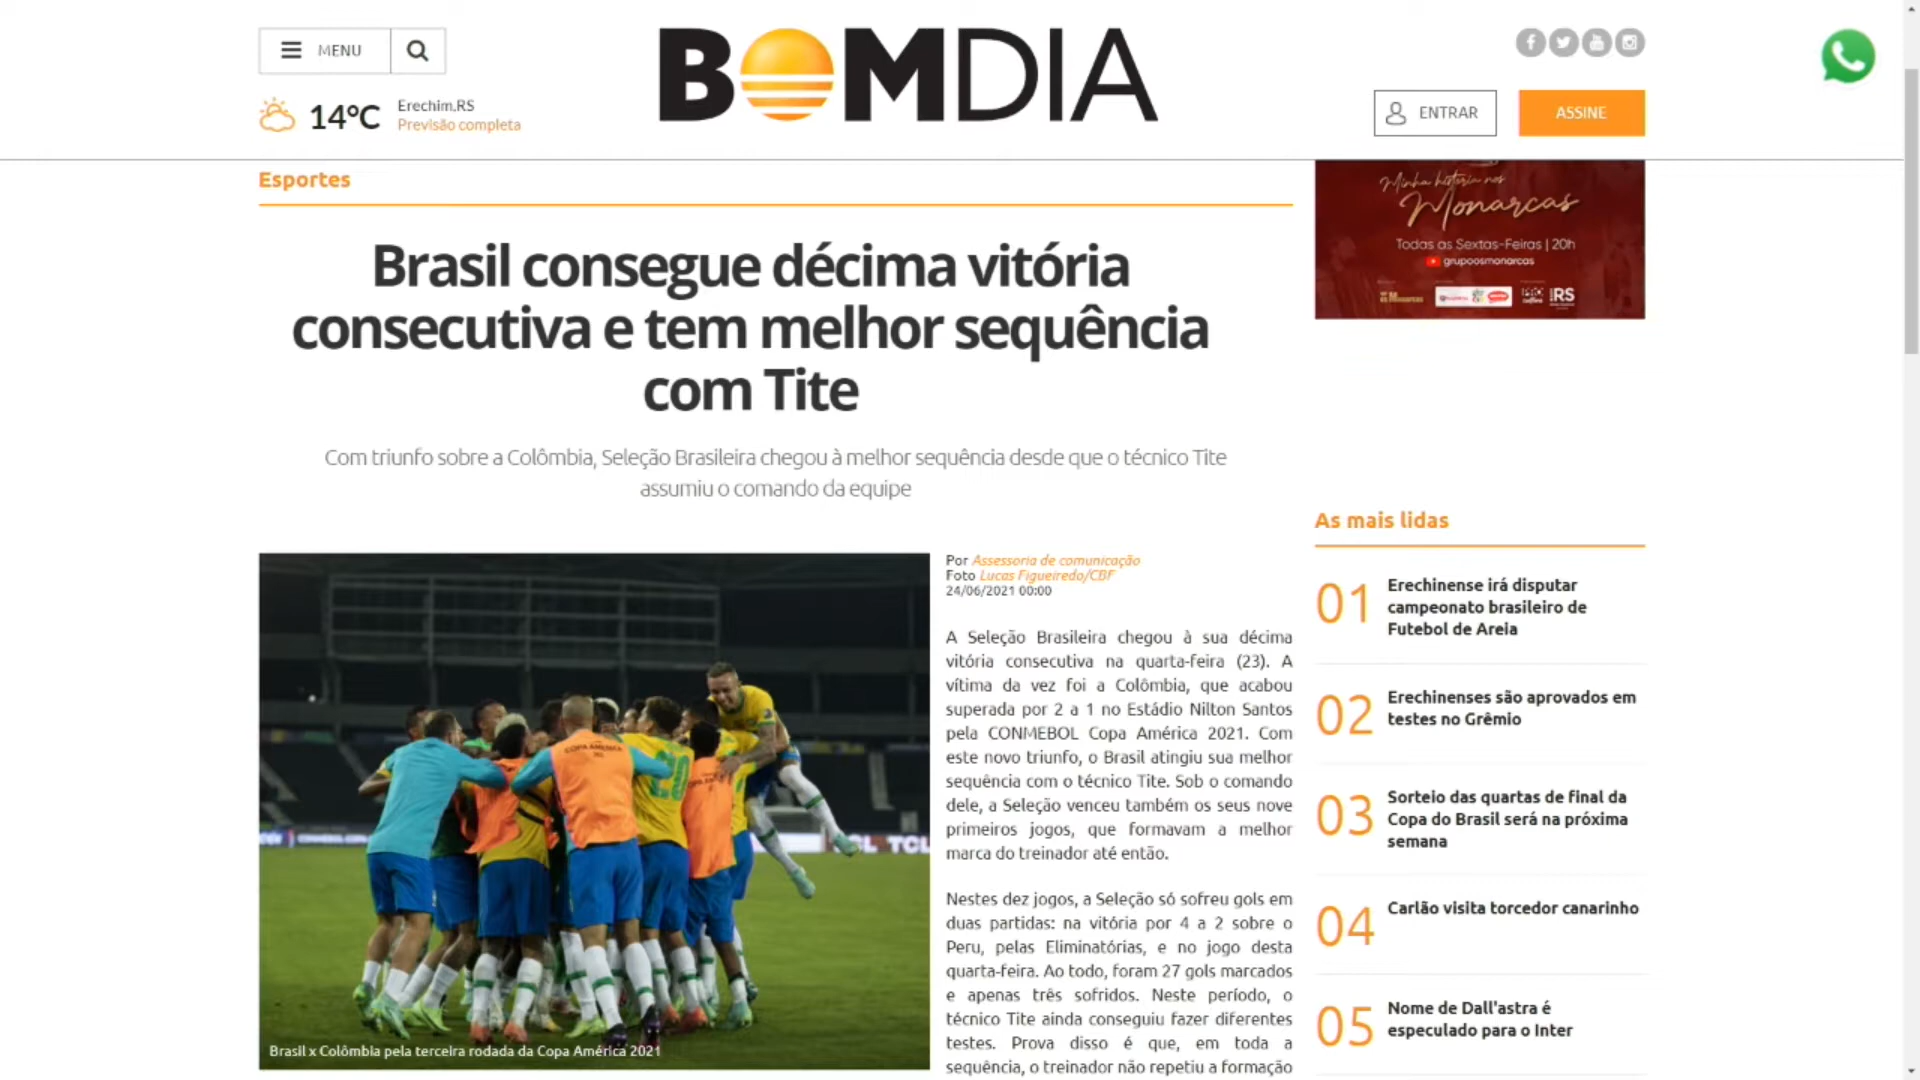 MENU
BOMDIA
14ºC
Erechim,RS
Previsão completa
ENTRAR
ASSINE
Esportes
Minha história nos
Monarcas
Todas as Sextas-Feiras | 20h
grupoosmonarcas
Brasil consegue décima vitória
consecutiva e tem melhor sequência
com Tite
Com triunfo sobre a Colômbia, Seleção Brasileira chegou à melhor sequência desde que o técnico Tite
assumiu o comando da equipe
COPA AMÉRICA
20
TCL
Brasil x Colômbia pela terceira rodada da Copa América 2021
Por Assessoria de comunicação
Foto Lucas Figueiredo/CBF
24/06/2021 00:00
A Seleção Brasileira chegou à sua décima
vitória consecutiva na quarta-feira (23). A
vítima da vez foi a Colômbia, que acabou
superada por 2 a 1 no Estádio Nilton Santos
pela CONMEBOL Copa América 2021. Com
este novo triunfo, o Brasil atingiu sua melhor
sequência com o técnico Tite. Sob o comando
dele, a Seleção venceu também os seus nove
primeiros jogos, que formavam a melhor
marca do treinador até então.
Nestes dez jogos, a Seleção só sofreu gols em
duas partidas: na vitória por 4 a 2 sobre o
Peru, pelas Eliminatórias, e no jogo desta
quarta-feira. Ao todo, foram 27 gols marcados
e apenas três sofridos. Neste período, o
técnico Tite ainda conseguiu fazer diferentes
testes. Prova disso é que, em toda a
sequência, o treinador não repetiu a formação
As mais lidas
01 Erechinense irá disputar
campeonato brasileiro de
Futebol de Areia
02 Erechinenses são aprovados em
testes no Grêmio
03 Sorteio das quartas de final da
Copa do Brasil será na próxima
semana
04 Carlão visita torcedor canarinho
05 Nome de Dall'astra é
especulado para o Inter